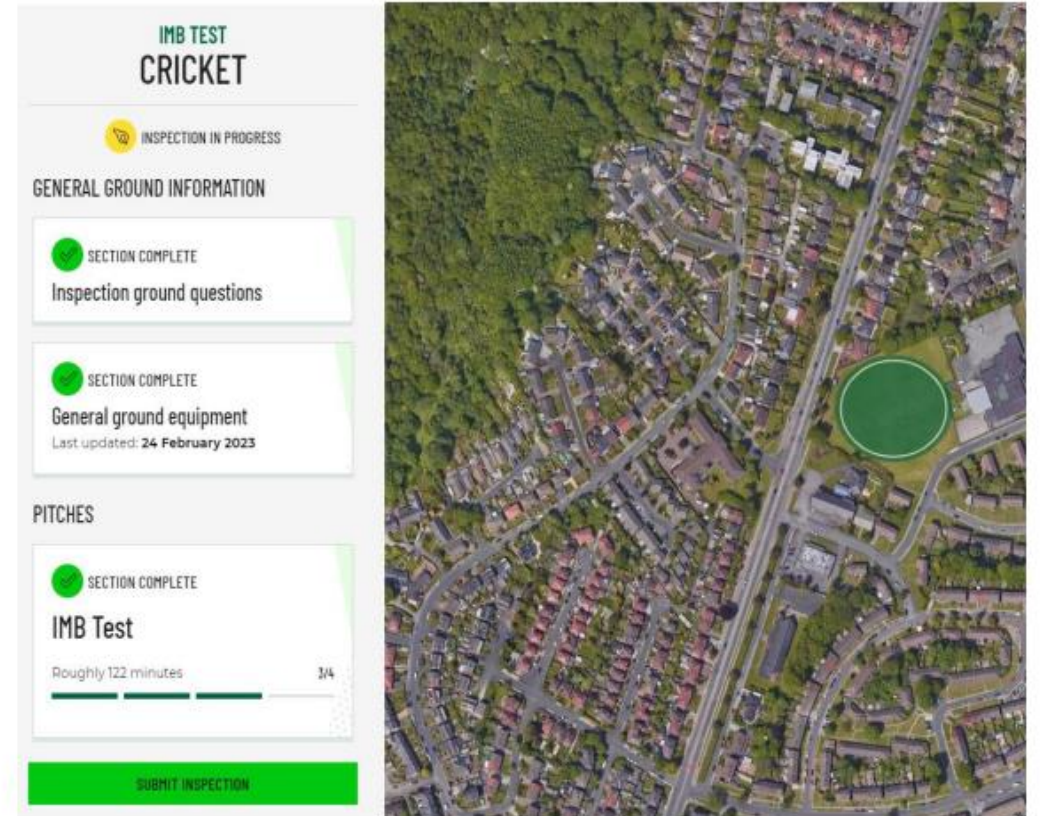 IMB TEST
CRICKET
INSPECTION IN PROGRESS
GENERAL GROUND INFORMATION
SECTION COMPLETE
Inspection ground questions
SECTION COMPLETE
General ground equipment
Last updated: 24 February 2023
PITCHES
SECTION COMPLETE
IMB Test
Roughly 122 minutes 3/4
SUBMIT INSPECTION